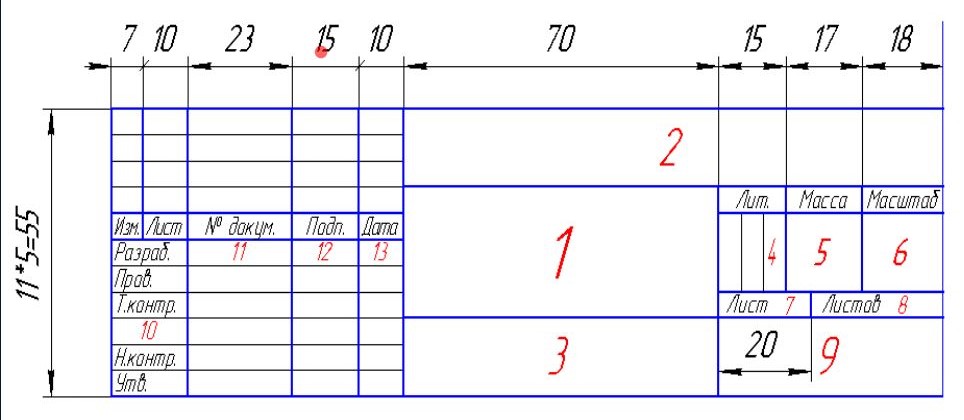 7 10 23 15 10 70 15 17 18
11*5=55
2
Лит. Масса Масштаб
Изм. Лист № докум. Подп. Дата
Разраб. 11 12 13
1 4 5 6
Пров.
Т.контр.
Лист 7 Листов 8
10
20
3 9
Н.контр.
Утв.